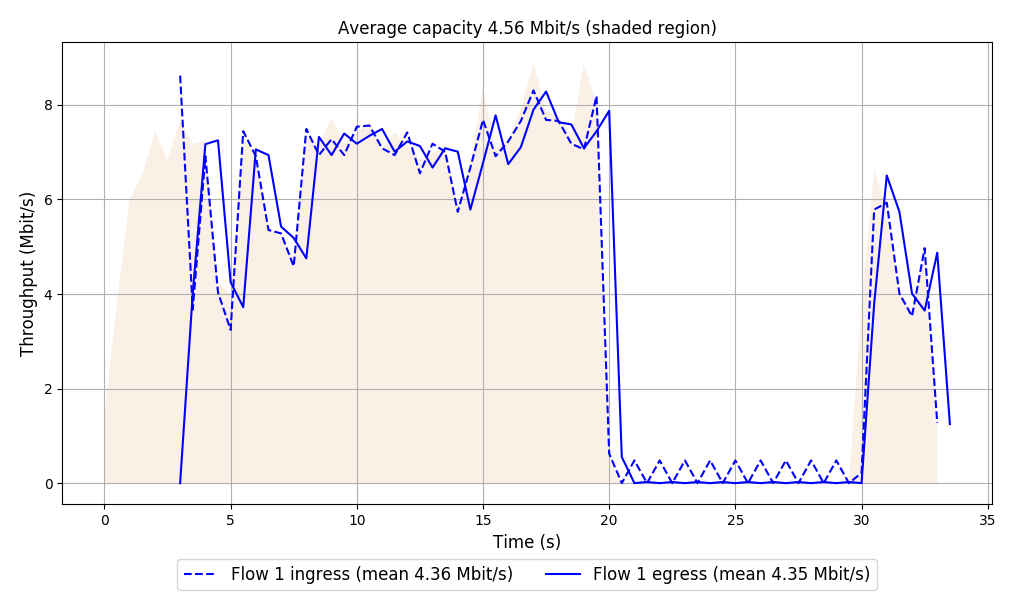 Average capacity 4.56 Mbit/s (shaded region)
Throughput (Mbit/s)
8
6
4
2
0
0 5 10 15 20 25 30 35
Time (s)
Flow 1 ingress (mean 4.36 Mbit/s) Flow 1 egress (mean 4.35 Mbit/s)